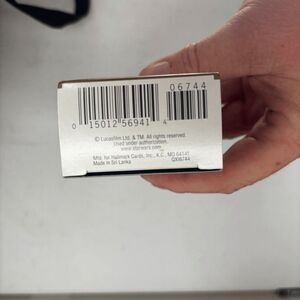 06744
0 15012 56941 4
© Lucasfilm Ltd. & TM. All rights reserved.
Used under authorization.
www.starwars.com
Mfd. for Hallmark Cards, Inc., K.C., MO 64141
Made in Sri Lanka QX06744